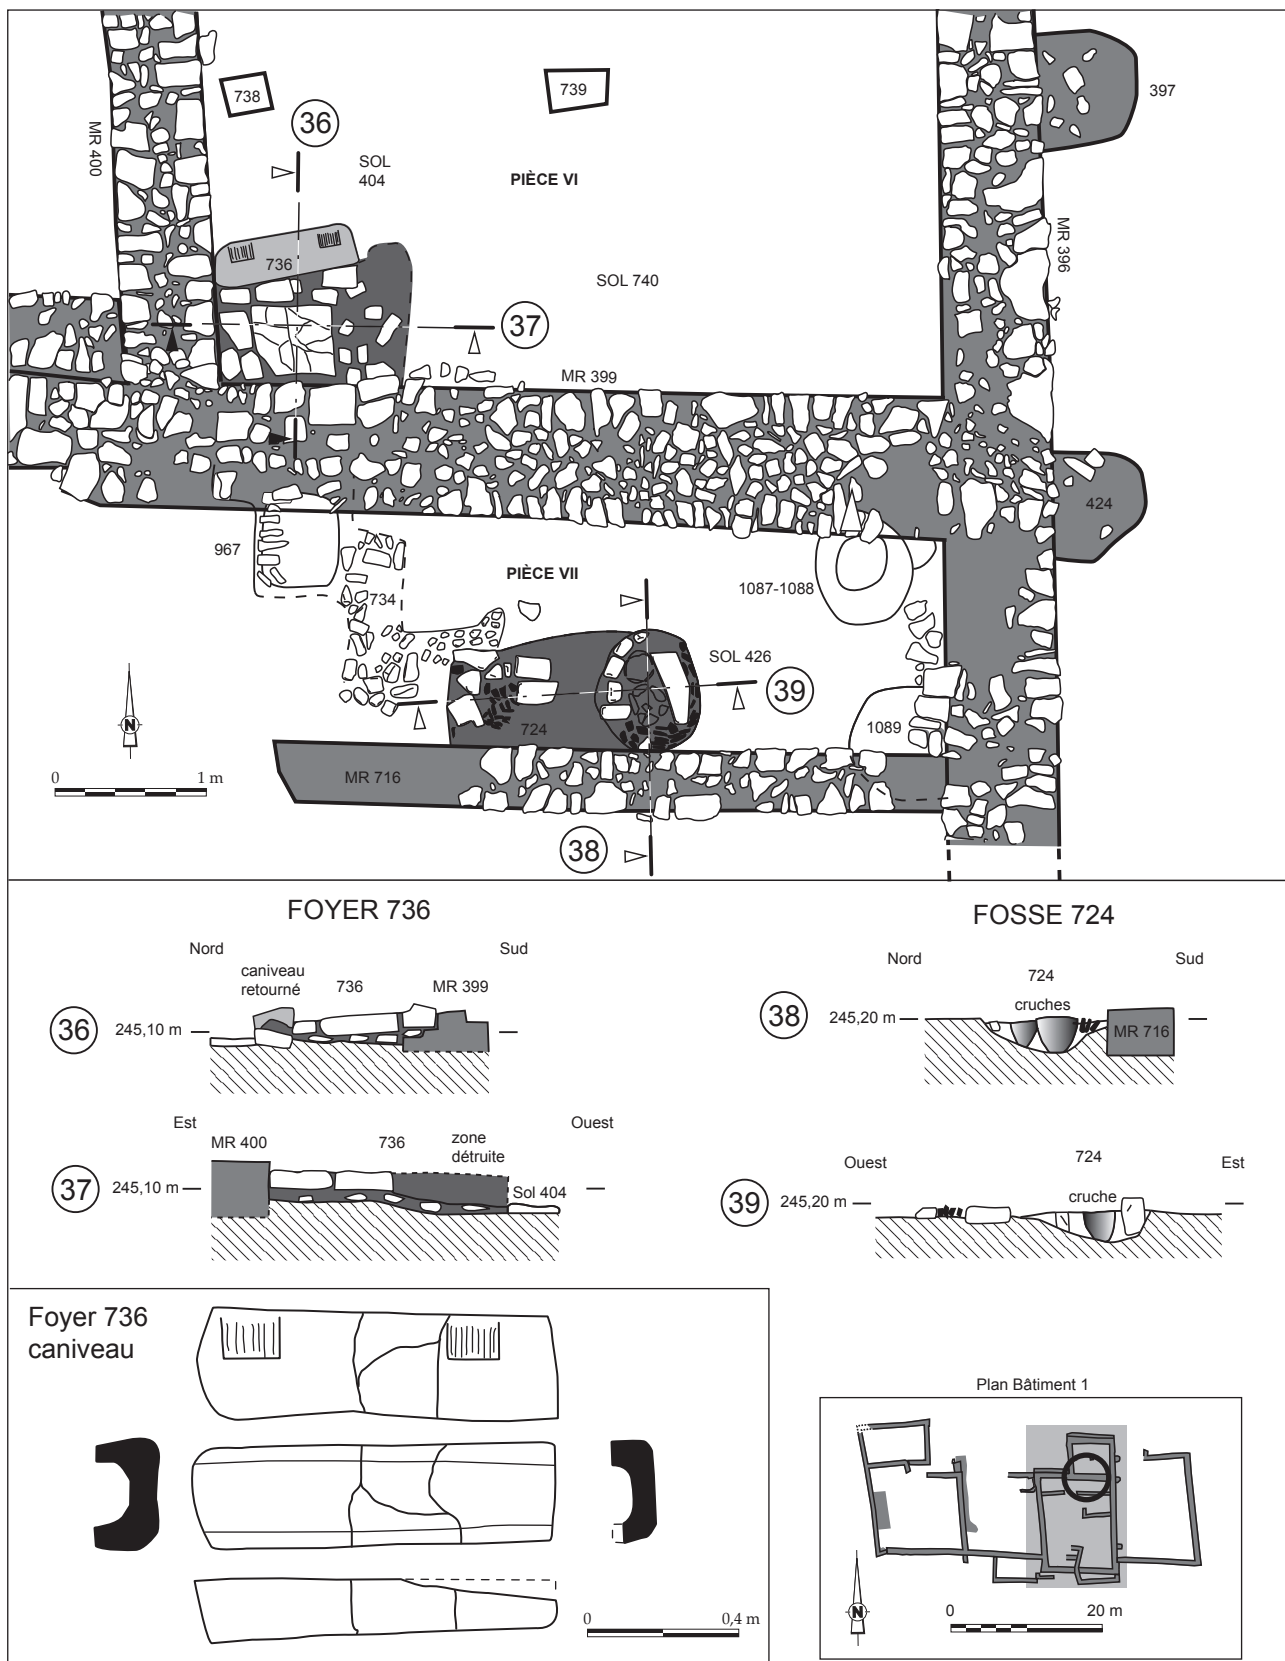 738
739
397
36
MR 400
SOL
404
PIÈCE VI
MR 396
736
SOL 740
37
MR 399
424
967
PIÈCE VII
734
1087-1088
SOL 426
39
N
724
1089
0
1 m
MR 716
38
FOYER 736
Nord
Sud
caniveau
retourné
736
MR 399
36
245,10 m
Est
Ouest
MR 400
736
zone
détruite
37
245,10 m
Sol 404
FOSSE 724
Nord
Sud
724
cruches
38
245,20 m
MR 716
724
Ouest
Est
cruche
39
245,20 m
Foyer 736
caniveau
0
0,4 m
Plan Bâtiment 1
N
0
20 m